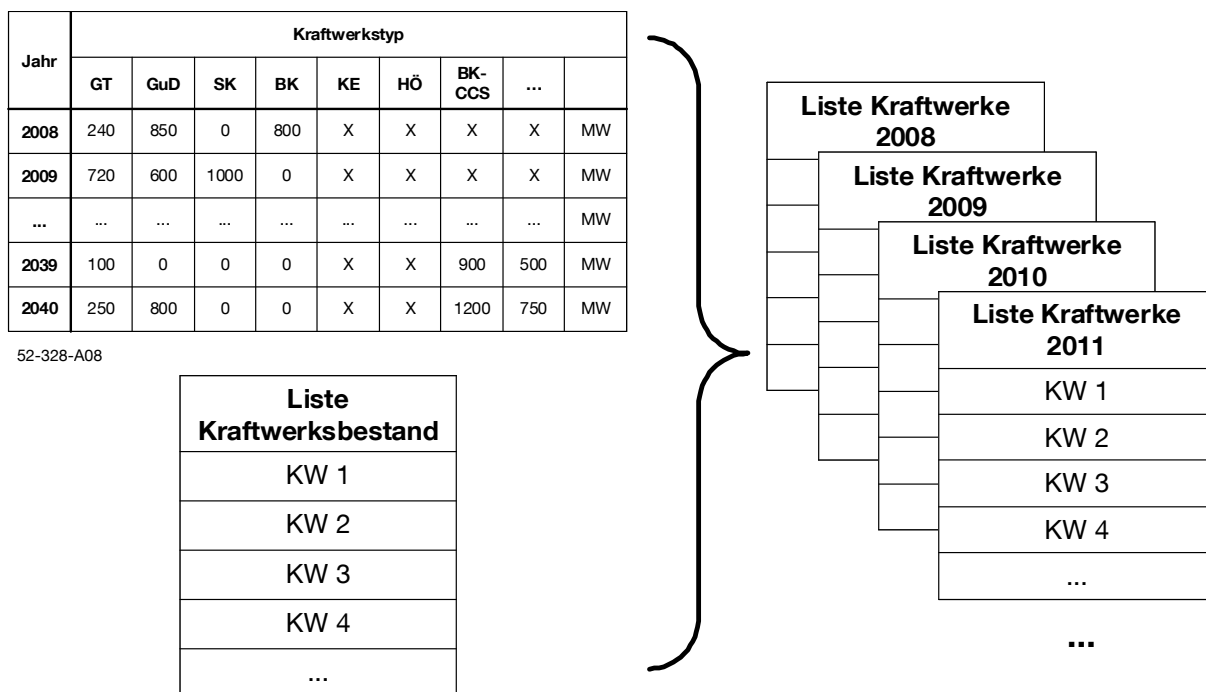 Jahr
Kraftwerkstyp
GT GuD SK BK KE HÖ BK-CCS ...
2008 240 850 0 800 X X X X MW
2009 720 600 1000 0 X X X X MW
... ... ... ... ... ... ... ... ... MW
2039 100 0 0 0 X X 900 500 MW
2040 250 800 0 0 X X 1200 750 MW
52-328-A08
Liste
Kraftwerksbestand
KW 1
KW 2
KW 3
KW 4
...
Liste Kraftwerke
2008
Liste Kraftwerke
2009
Liste Kraftwerke
2010
Liste Kraftwerke
2011
KW 1
KW 2
KW 3
KW 4
...
...